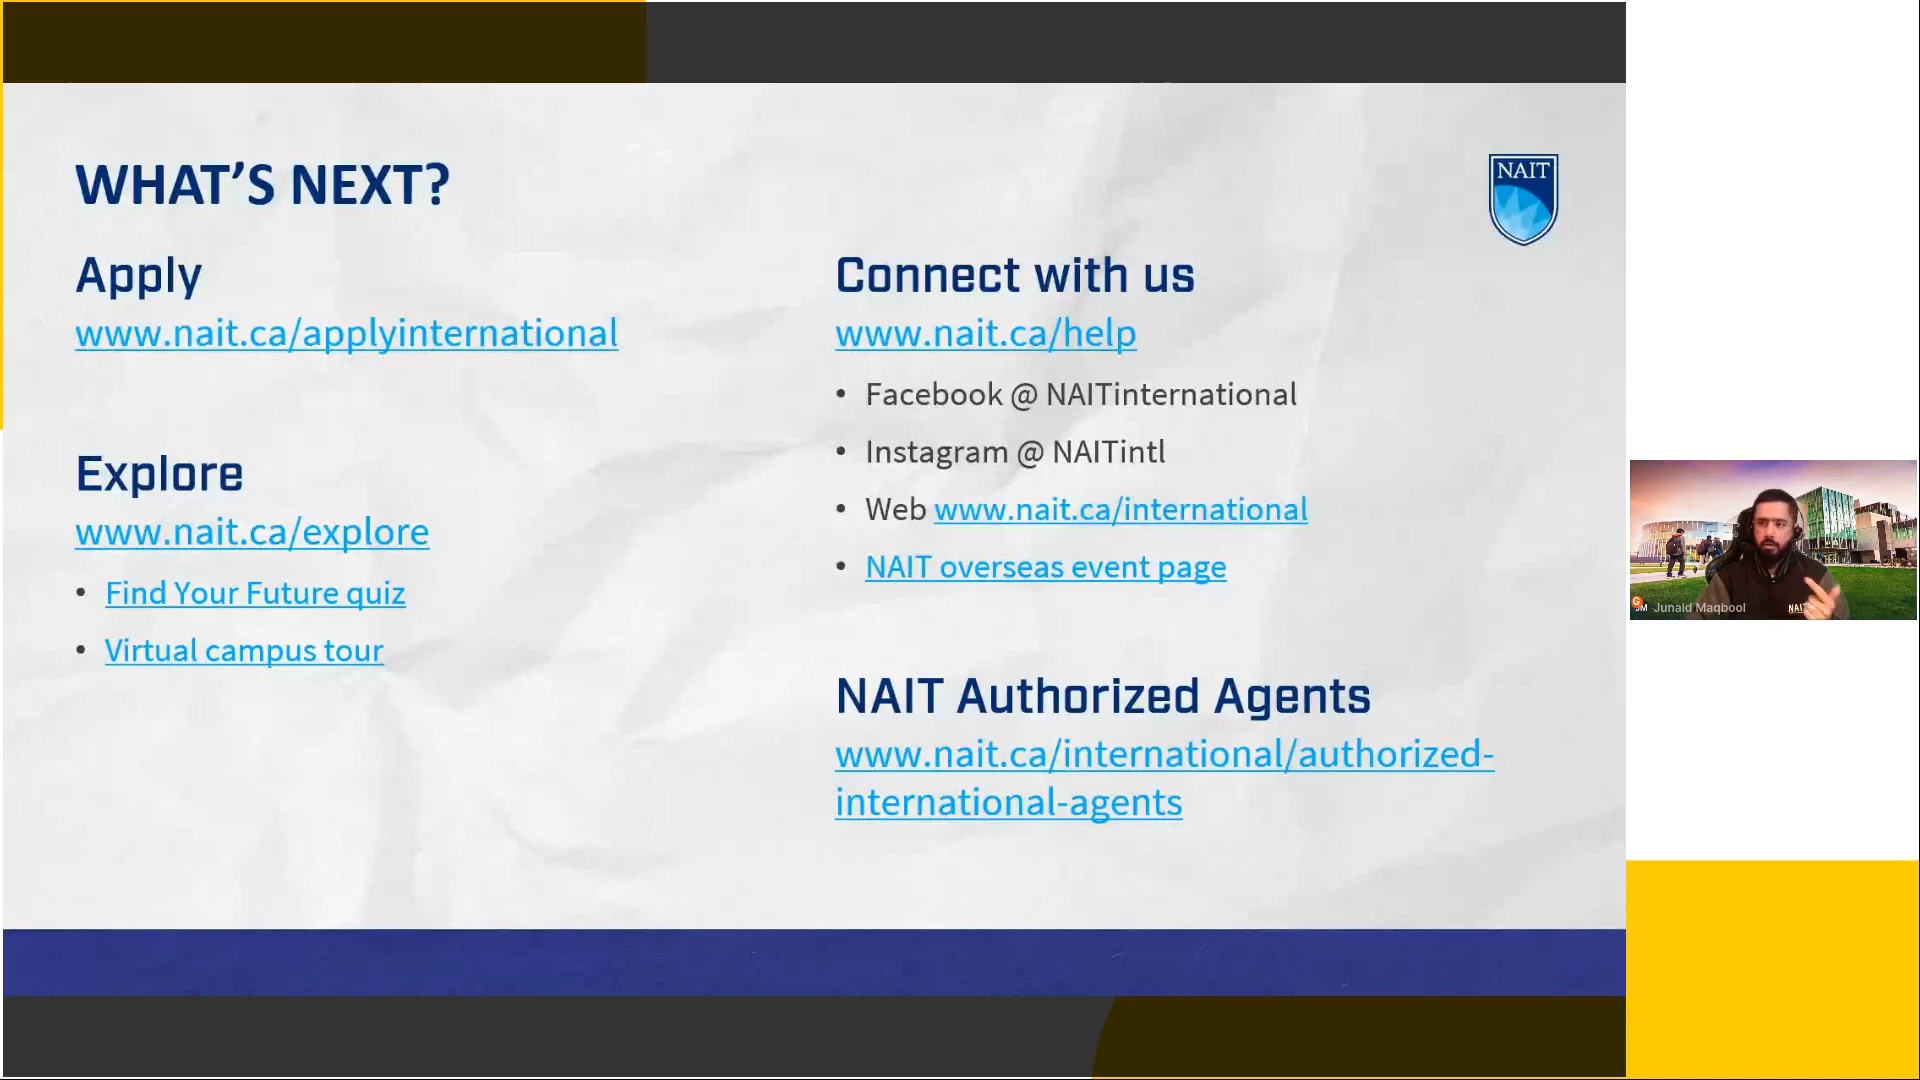 WHAT'S NEXT?
NAIT
Apply
www.nait.ca/applyinternational
Explore
www.nait.ca/explore
• Find Your Future quiz
• Virtual campus tour
Connect with us
www.nait.ca/help
• Facebook @ NAITinternational
• Instagram @ NAITintl
• Web www.nait.ca/international
• NAIT overseas event page
NAIT Authorized Agents
www.nait.ca/international/authorized-
international-agents
G
JM Junaid Maqbool
NAIT